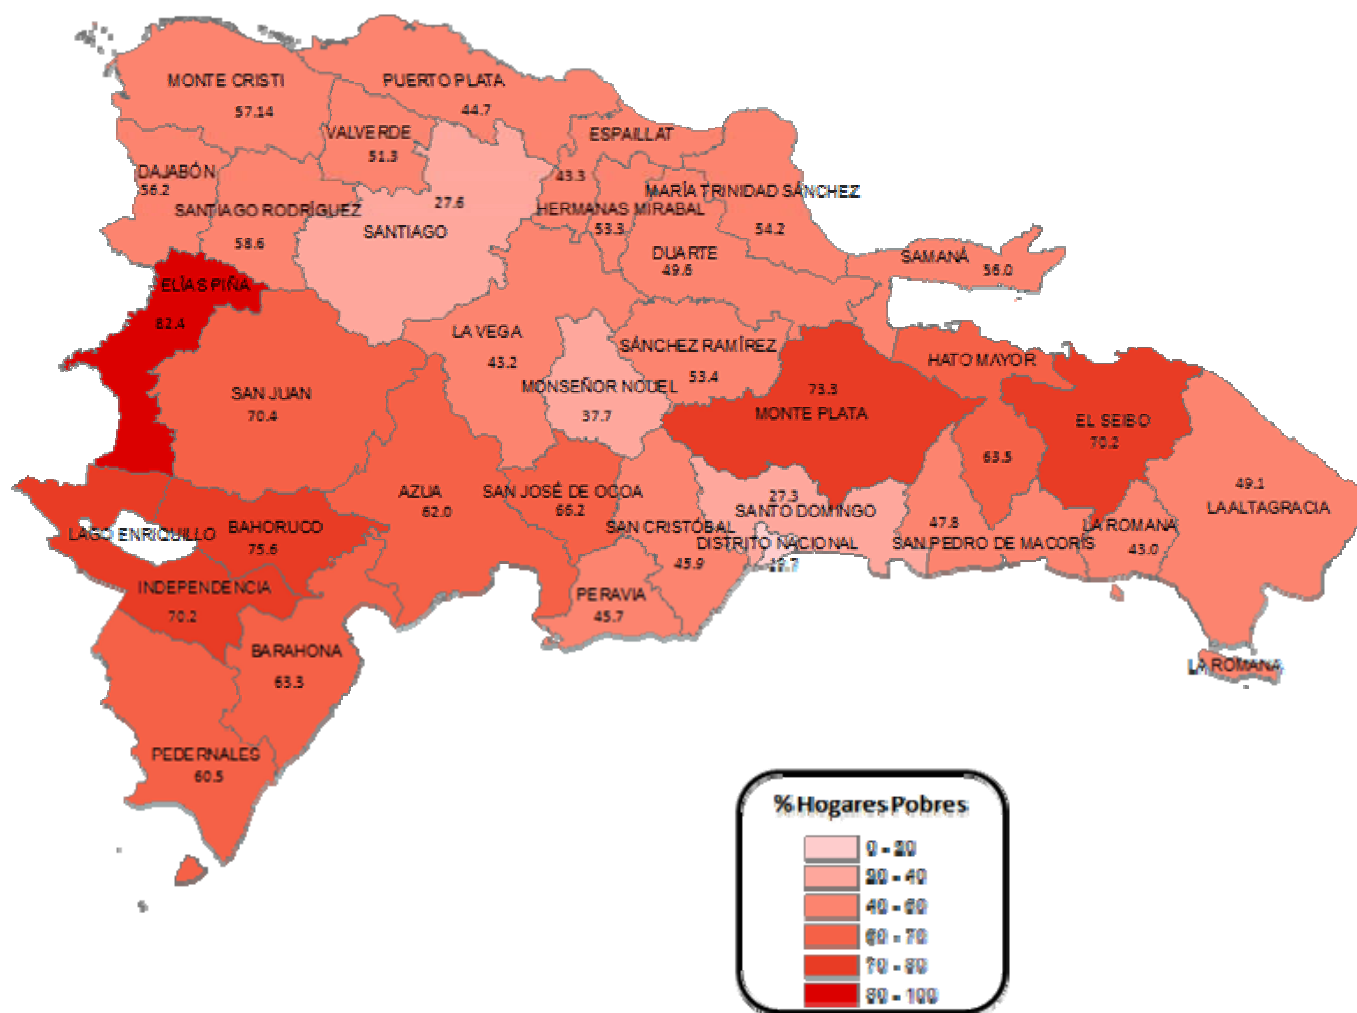 MONTE CRISTI
57.14
PUERTO PLATA
44.7
VALVERDE
51.3
ESPAILLAT
43.3
DAJABÓN
56.2
SANTIAGO RODRÍGUEZ
58.6
27.6
SANTIAGO
HERMANAS MIRABAL
53.3
MARÍA TRINIDAD SÁNCHEZ
54.2
DUARTE
49.6
SAMANÁ
56.0
ELÍAS PIÑA
82.4
LA VEGA
43.2
SÁNCHEZ RAMÍREZ
53.4
HATO MAYOR
63.5
SAN JUAN
70.4
MONSEÑOR NOUEL
37.7
73.3
MONTE PLATA
EL SEIBO
70.2
49.1
LA ALTAGRACIA
AZUA
62.0
SAN JOSÉ DE OCOA
66.2
27.3
SANTO DOMINGO
LAGO ENRIQUILLO
BAHORUCO
75.6
SAN CRISTÓBAL
45.9
DISTRITO NACIONAL
47.8
SAN PEDRO DE MACORÍS
LA ROMANA
43.0
INDEPENDENCIA
70.2
PERAVIA
45.7
BARAHONA
63.3
LA ROMANA
PEDERNALES
60.5
% Hogares Pobres
0 - 20
20 - 40
40 - 60
60 - 70
70 - 80
80 - 100